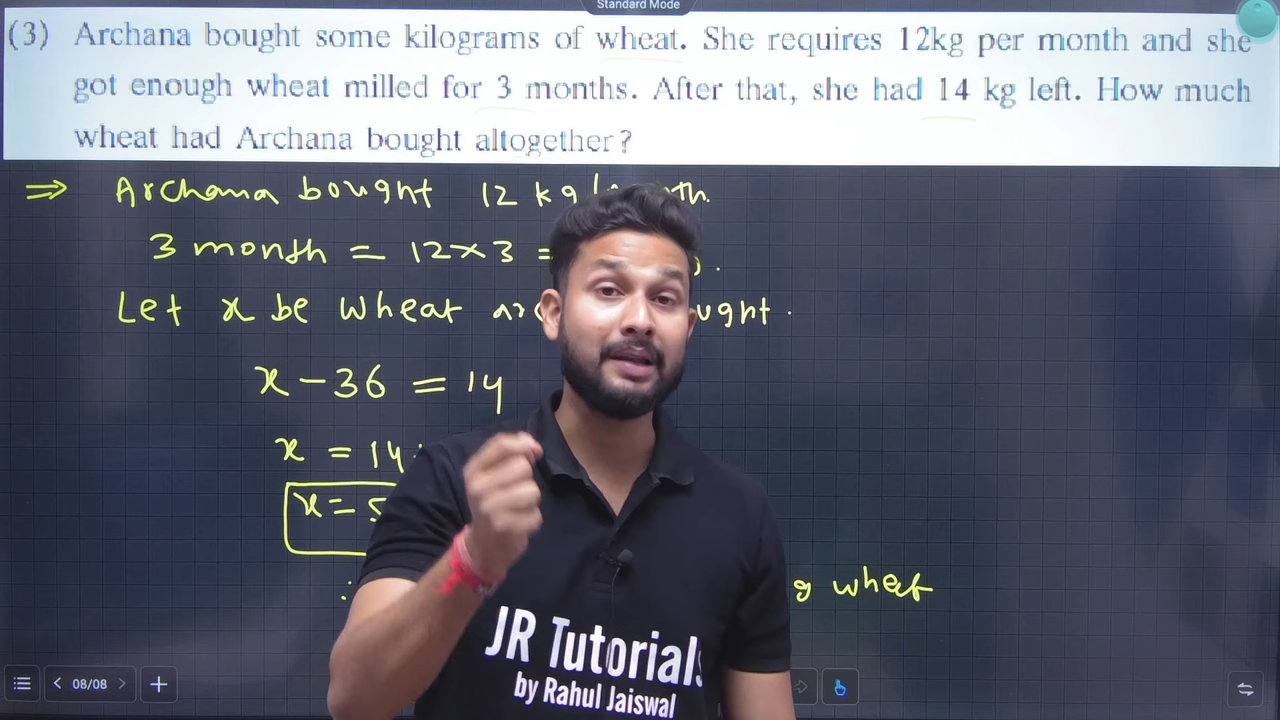 Standard Mode
(3) Archana bought some kilograms of wheat. She requires 12kg per month and she
got enough wheat milled for 3 months. After that, she had 14 kg left. How much
wheat had Archana bought altogether?
⇒ Archana bought 12 kg
3 month = 12×3 =
Let x be wheat
x - 36 = 14
x = 14
x = 5
wheat
JR Tutorials
by Rahul Jaiswal
08/08